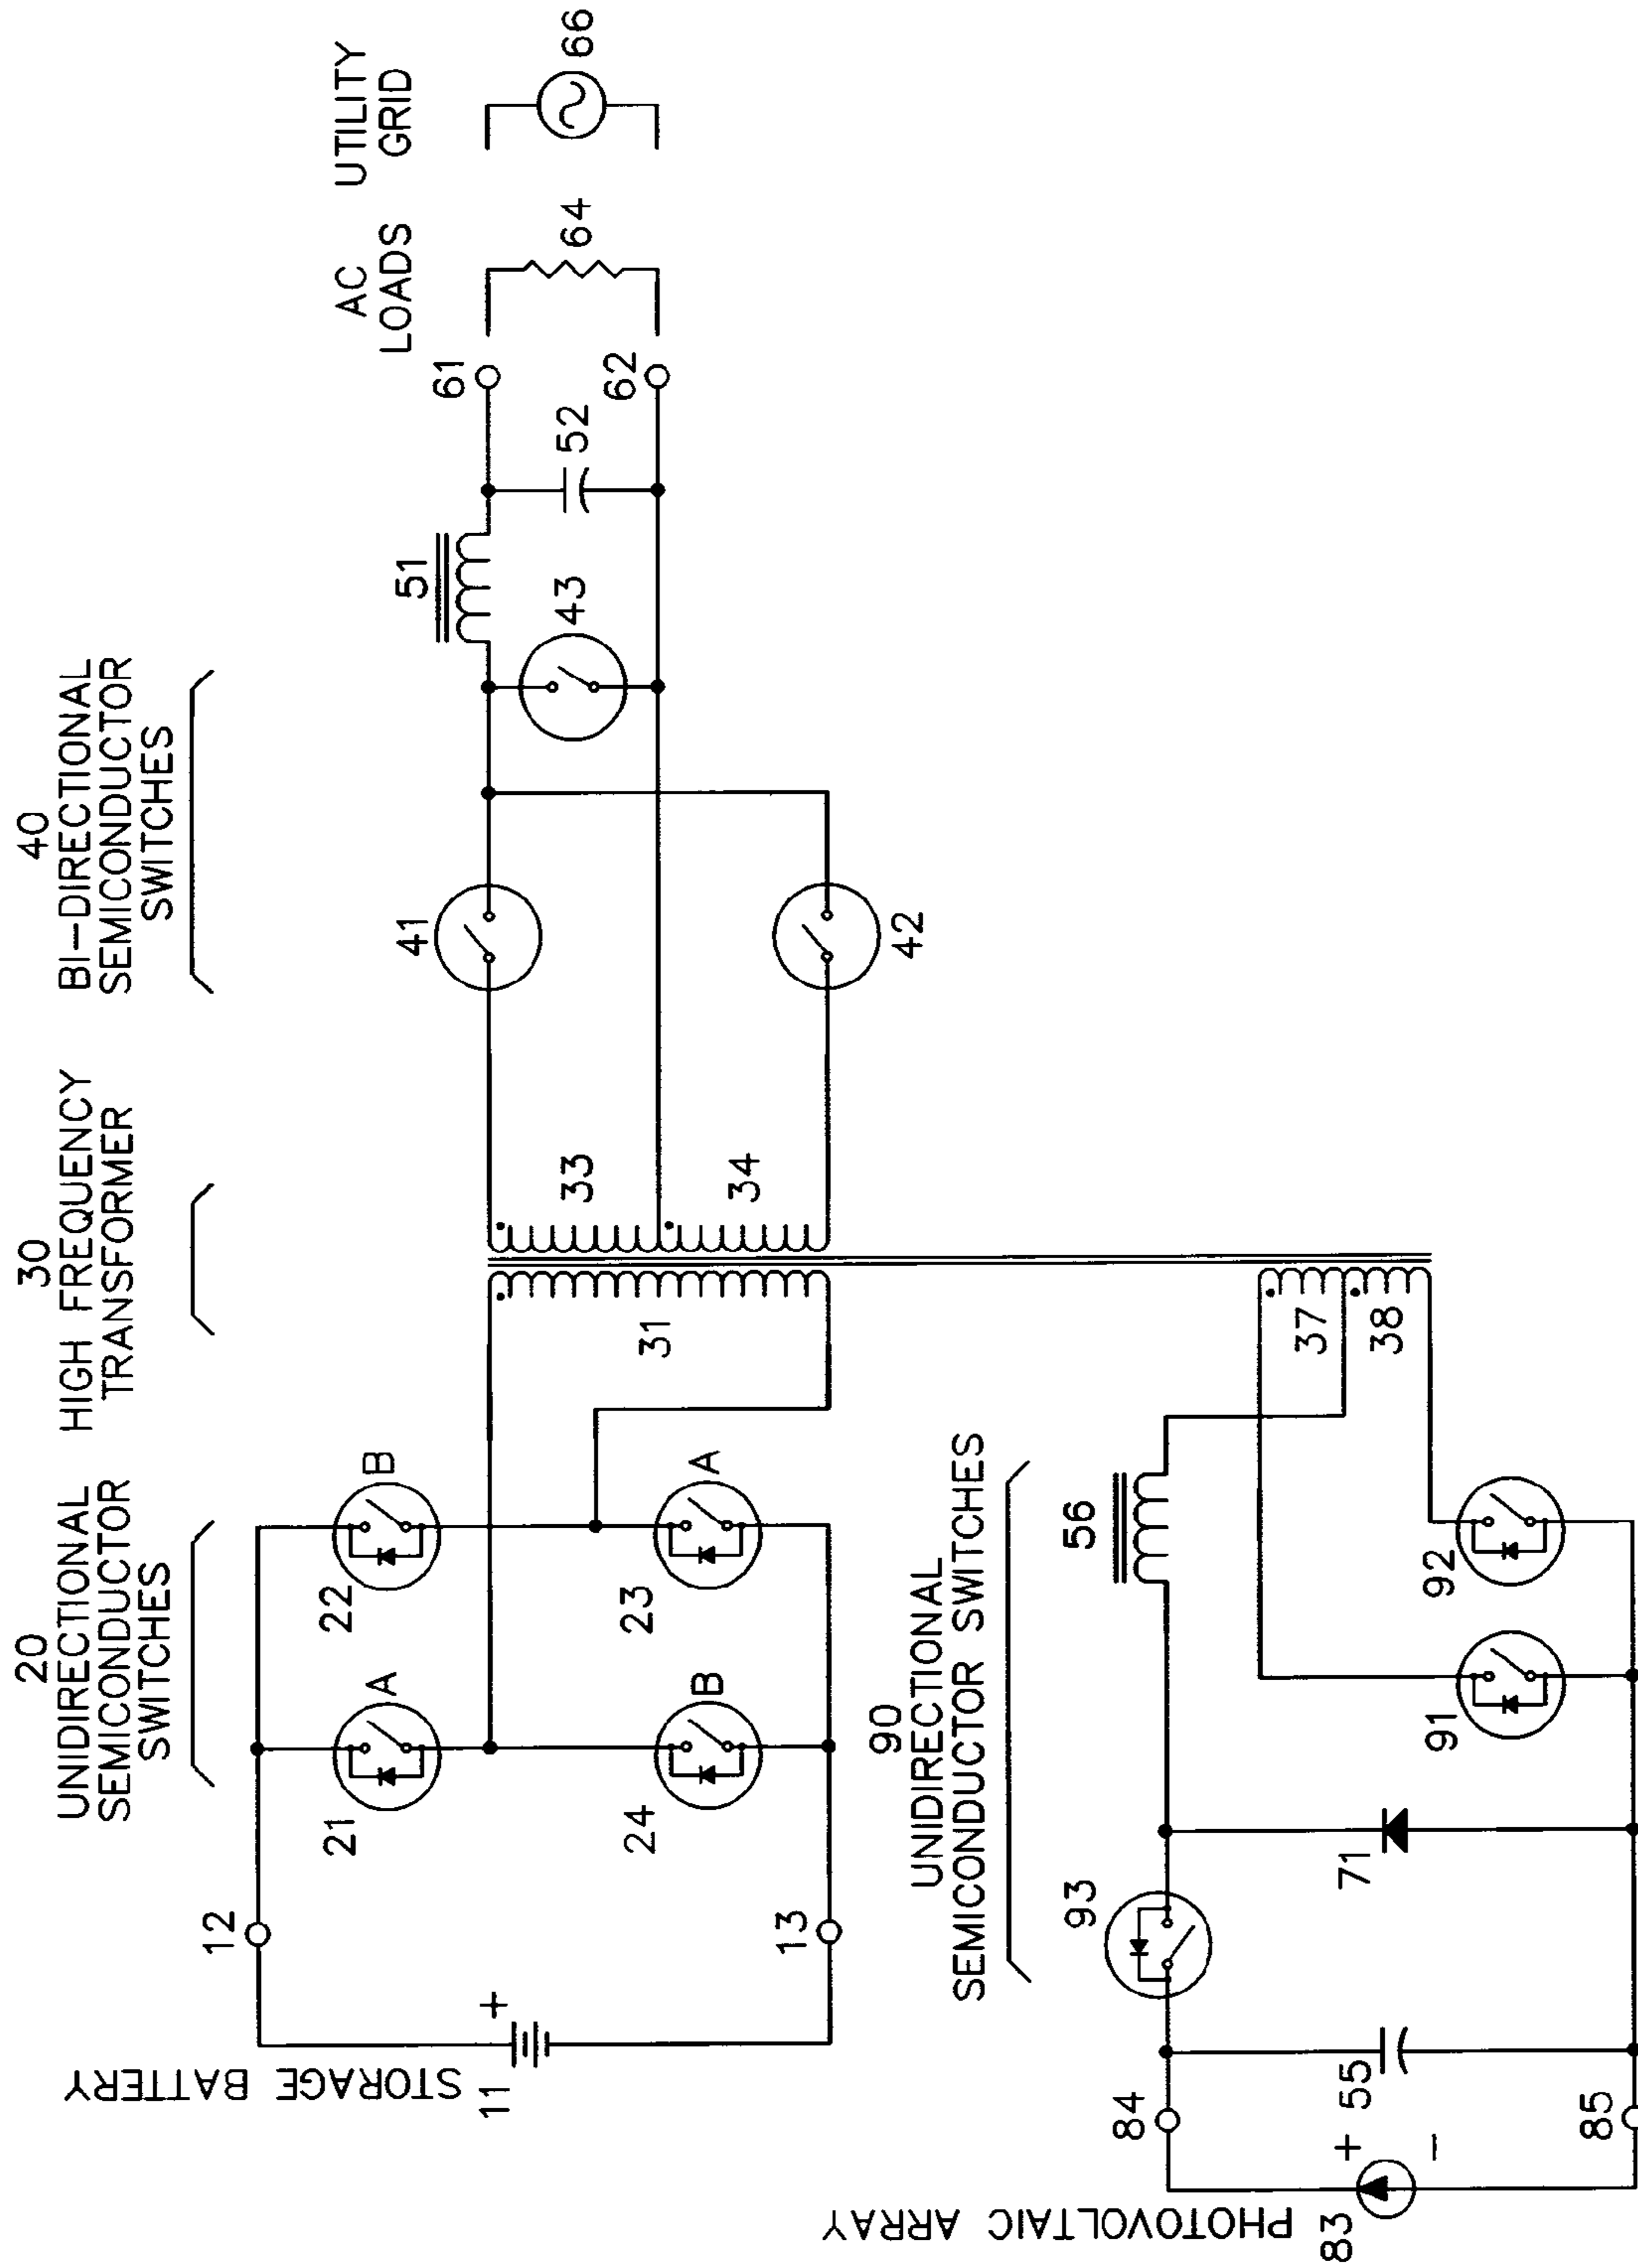 20
UNIDIRECTIONAL
SEMICONDUCTOR
SWITCHES
30
HIGH FREQUENCY
TRANSFORMER
40
BI-DIRECTIONAL
SEMICONDUCTOR
SWITCHES
AC
LOADS
UTILITY
GRID
STORAGE BATTERY
11
+
12
13
21
A
22
B
23
A
24
B
31
33
34
41
42
43
51
52
61
62
64
66
PHOTOVOLTAIC ARRAY
83
+
−
84
85
55
93
71
90
UNIDIRECTIONAL
SEMICONDUCTOR SWITCHES
56
91
92
37
38